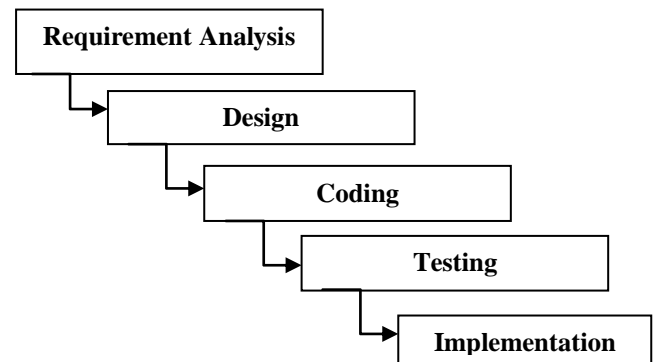 Requirement Analysis
Design
Coding
Testing
Implementation